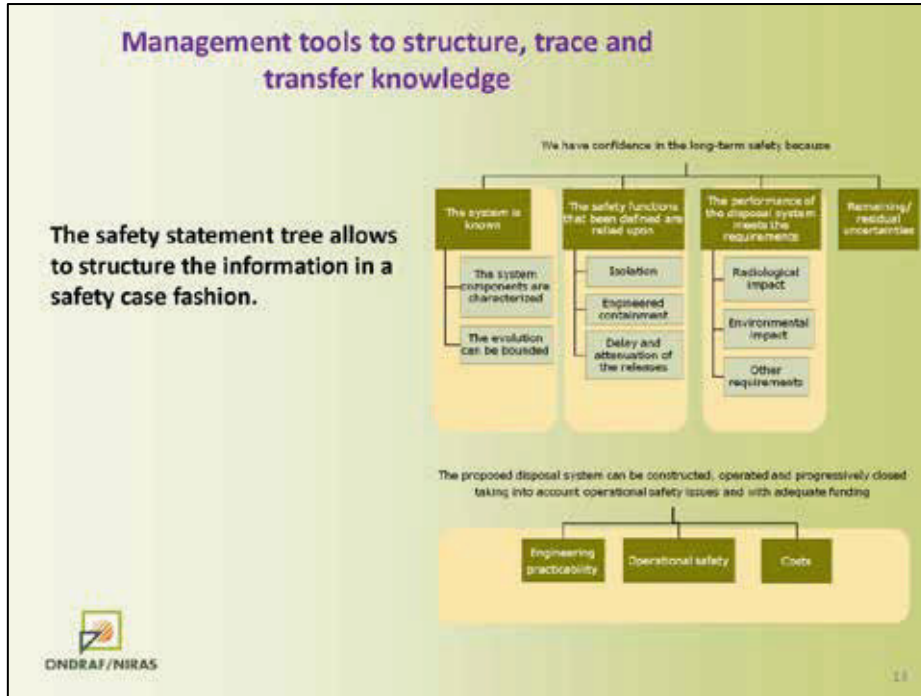 Management tools to structure, trace and
transfer knowledge
The safety statement tree allows
to structure the information in a
safety case fashion.
We have confidence in the long-term safety because
The system is
known
The system
components are
characterized
The evolution
can be bounded
The safety functions
that been defined are
relied upon
Isolation
Engineered
containment
Delay and
attenuation of
the releases
The performance
of the disposal system
meets the
requirements
Radiological
impact
Environmental
impact
Other
requirements
Remaining/
residual
uncertainties
The proposed disposal system can be constructed, operated and progressively closed
taking into account operational safety issues and with adequate funding
Engineering
practicability
Operational safety
Costs
ONDRAF/NIRAS